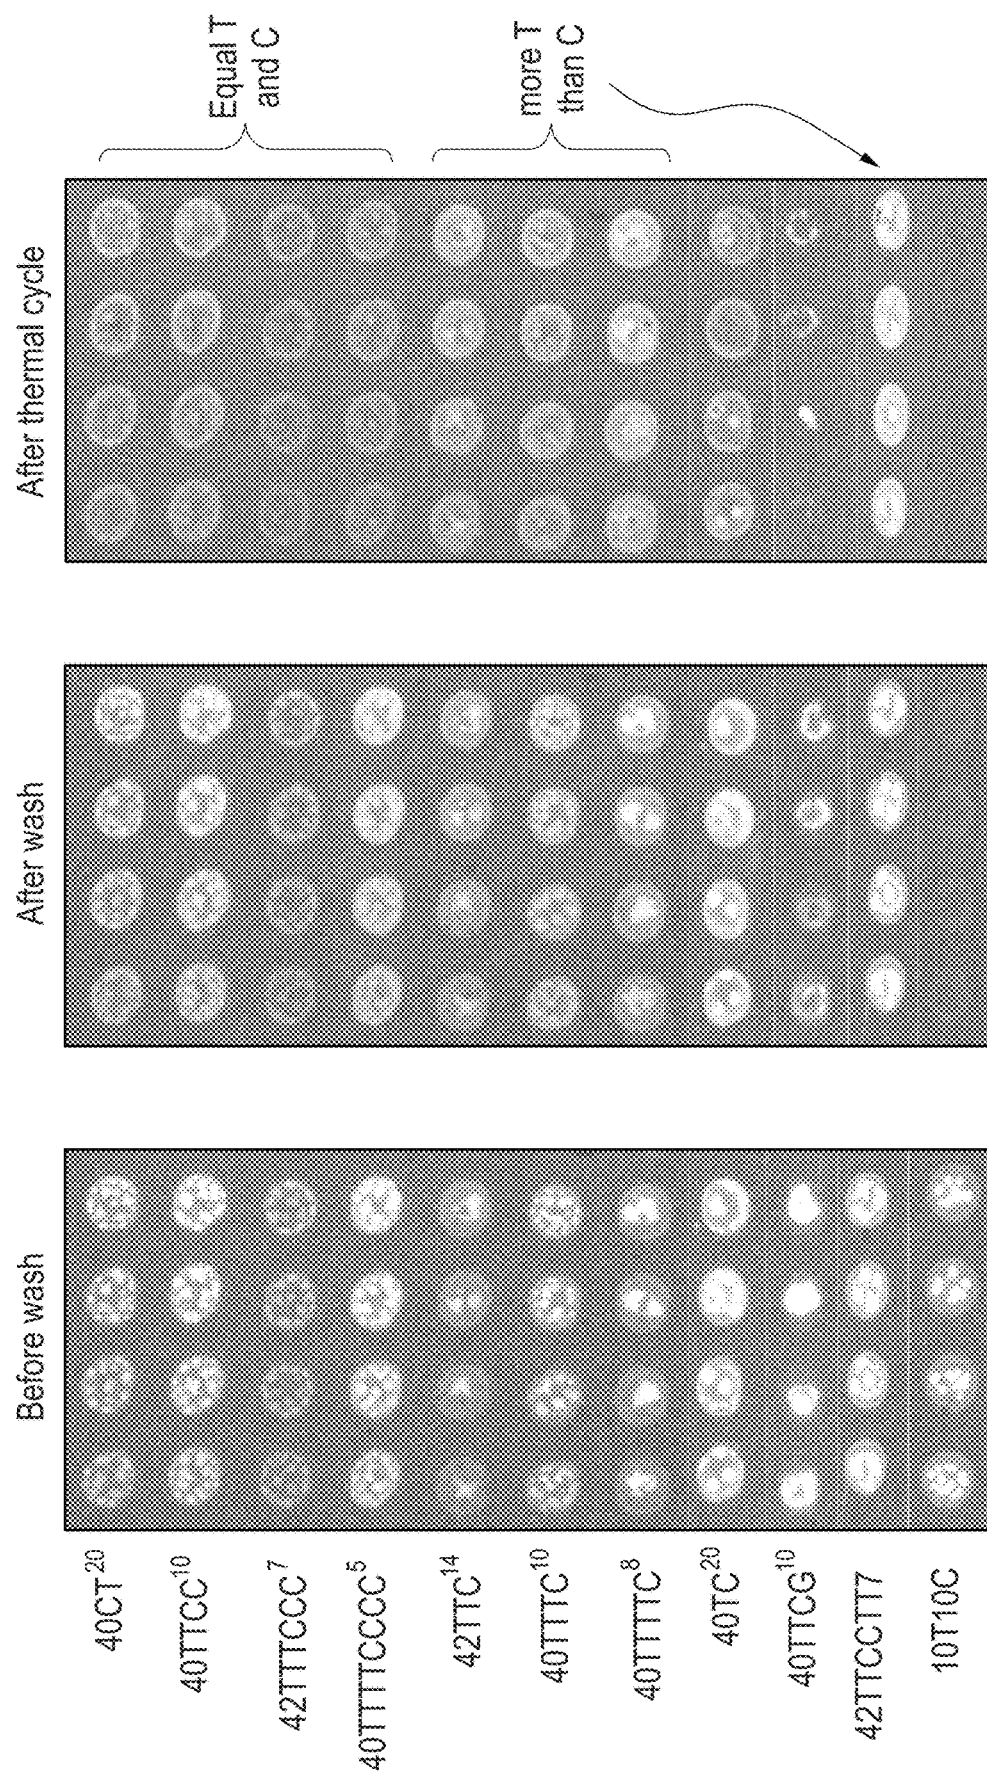 Before wash
After wash
After thermal cycle
40CT20
40TTCC10
42TTTCCC7
40TTTTCCCC5
42TTC14
40TTTC10
40TTTTC8
40TC20
40TTCG10
42TTCCTT7
10T10C
Equal T
and C
more T
than C